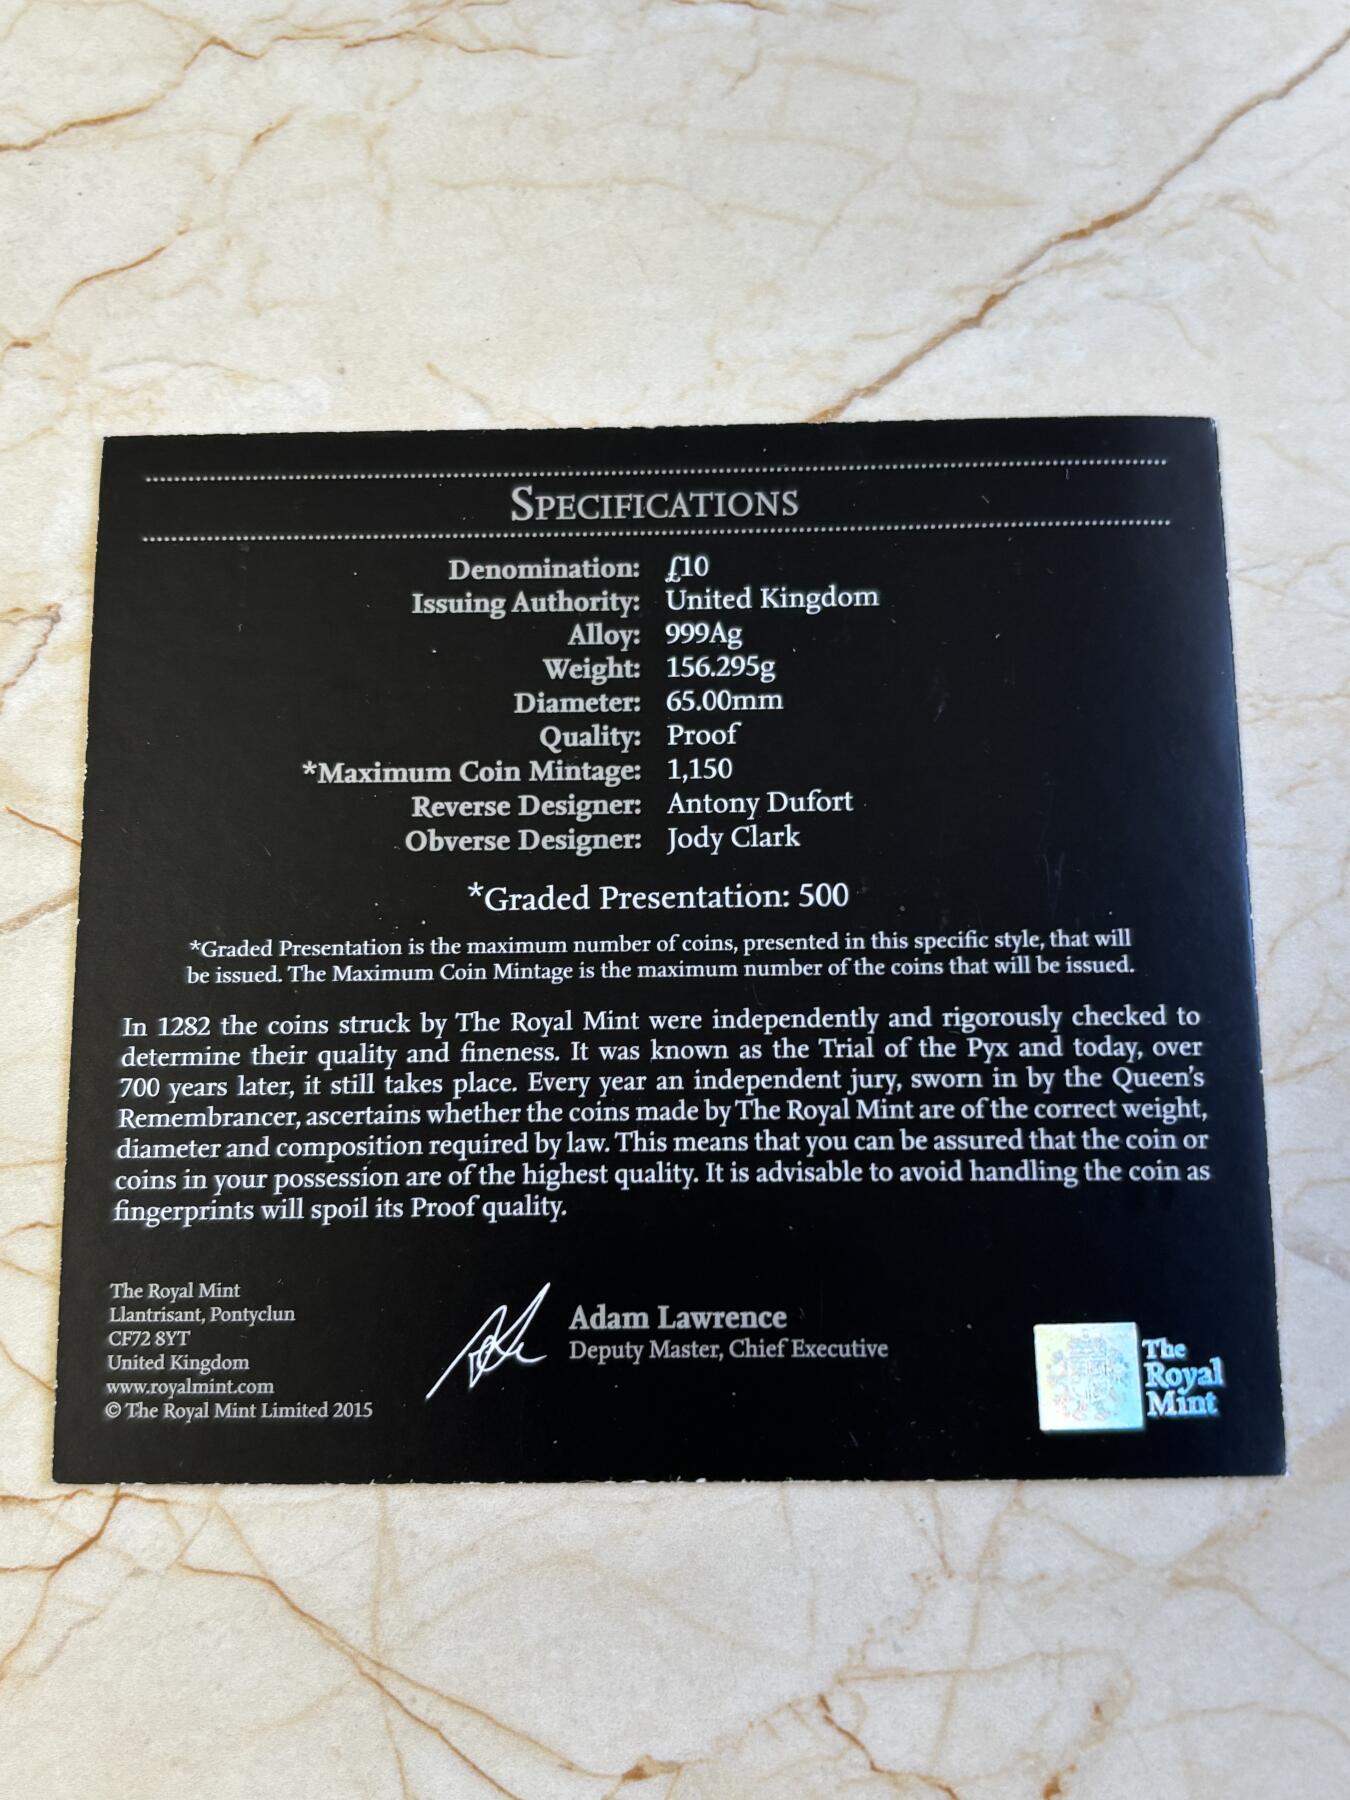 SPECIFICATIONS
Denomination: £10
Issuing Authority: United Kingdom
Alloy: 999Ag
Weight: 156.295g
Diameter: 65.00mm
Quality: Proof
*Maximum Coin Mintage: 1,150
Reverse Designer: Antony Dufort
Obverse Designer: Jody Clark
*Graded Presentation: 500
*Graded Presentation is the maximum number of coins, presented in this specific style, that will
be issued. The Maximum Coin Mintage is the maximum number of the coins that will be issued.
In 1282 the coins struck by The Royal Mint were independently and rigorously checked to
determine their quality and fineness. It was known as the Trial of the Pyx and today, over
700 years later, it still takes place. Every year an independent jury, sworn in by the Queen's
Remembrancer, ascertains whether the coins made by The Royal Mint are of the correct weight,
diameter and composition required by law. This means that you can be assured that the coin or
coins in your possession are of the highest quality. It is advisable to avoid handling the coin as
fingerprints will spoil its Proof quality.
The Royal Mint
Llantrisant, Pontyclun
CF72 8YT
United Kingdom
www.royalmint.com
© The Royal Mint Limited 2015
Adam Lawrence
Deputy Master, Chief Executive
The
Royal
Mint